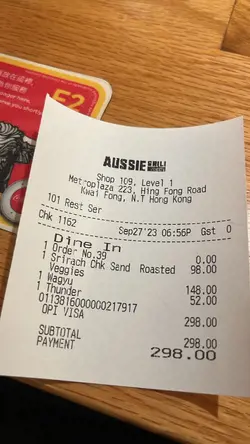 52
AUSSIE GRILL
Shop 109, Level 1
Metroplaza 223, Hing Fong Road
Kwai Fong, N.T Hong Kong
101 Rest Ser
Chk 1162 Sep27'23 06:56P Gst 0
Dine In
1 Order No.39 0.00
1 Srirach Chk Sand Roasted 98.00
Veggies
1 Wagyu 148.00
1 Thunder 52.00
0113816000000217917
OPI VISA 298.00
SUBTOTAL 298.00
PAYMENT 298.00